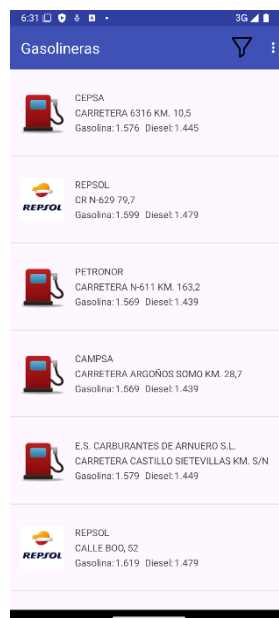 6:31
3G
Gasolineras
CEPSA
CARRETERA 6316 KM. 10,5
Gasolina: 1.576 Diesel: 1.445
REPSOL
CR N-629 79,7
Gasolina: 1.599 Diesel: 1.479
REPSOL
PETRONOR
CARRETERA N-611 KM. 163,2
Gasolina: 1.569 Diesel: 1.439
CAMPSA
CARRETERA ARGOÑOS SOMO KM. 28,7
Gasolina: 1.569 Diesel: 1.439
E.S. CARBURANTES DE ARNUERO S.L.
CARRETERA CASTILLO SIETEVILLAS KM. S/N
Gasolina: 1.579 Diesel: 1.449
REPSOL
CALLE BOO, 52
Gasolina: 1.619 Diesel: 1.479
REPSOL